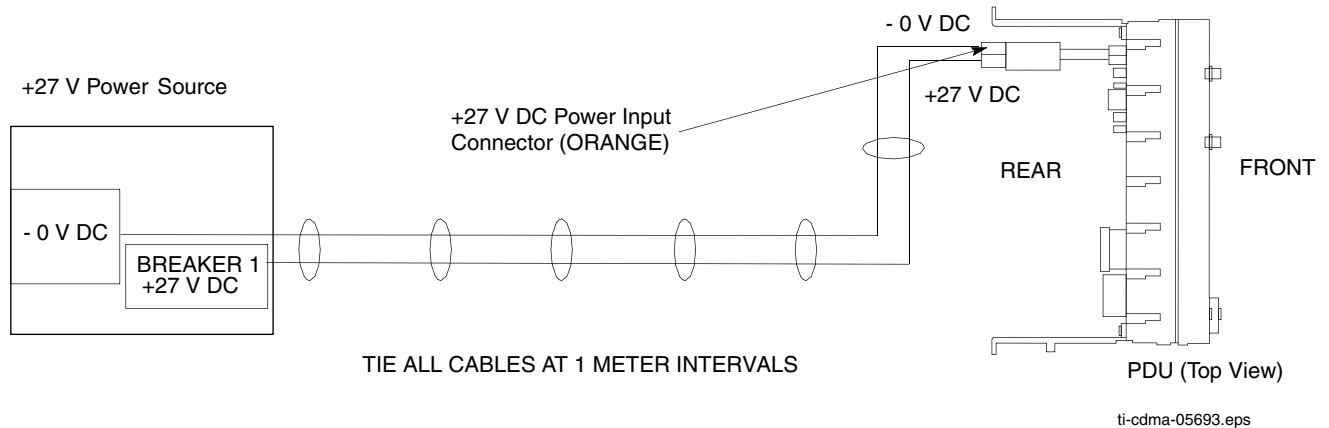 - 0 V DC
+27 V Power Source
+27 V DC
+27 V DC Power Input
Connector (ORANGE)
REAR
FRONT
- 0 V DC
BREAKER 1
+27 V DC
TIE ALL CABLES AT 1 METER INTERVALS
PDU (Top View)
ti-cdma-05693.eps